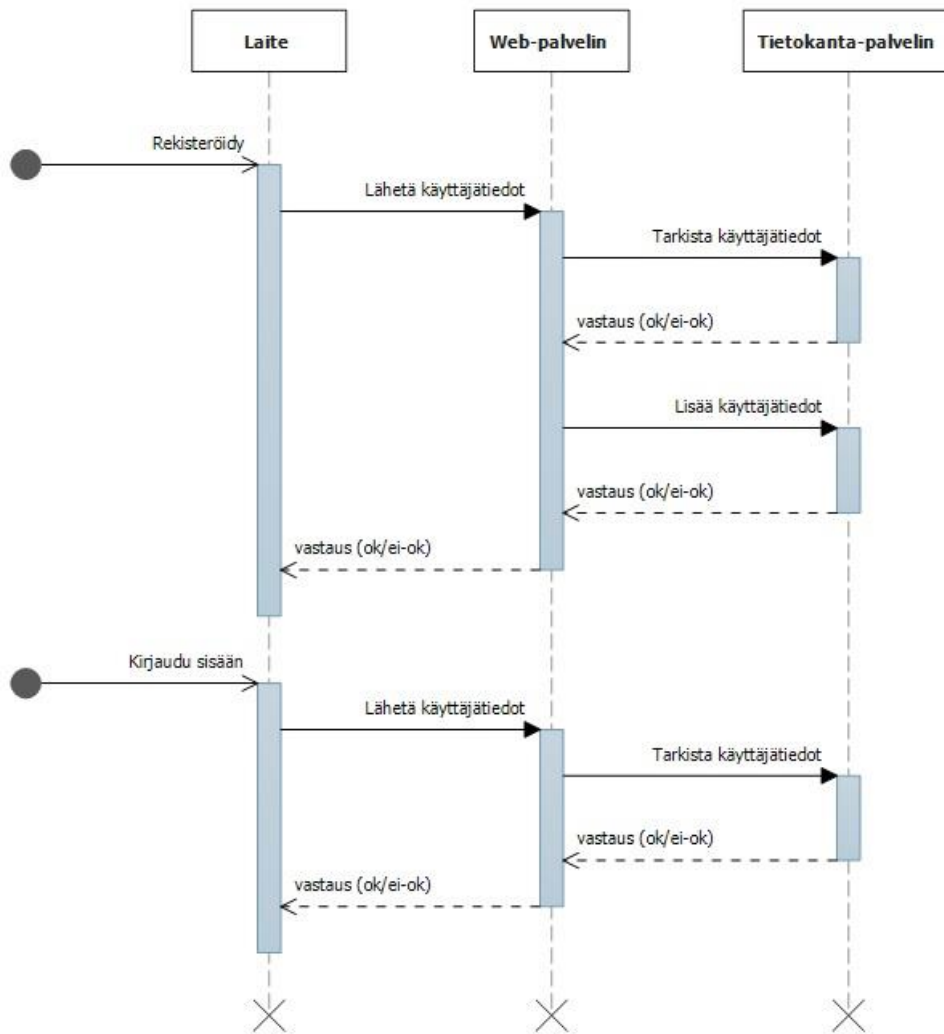 Laite
Web-palvelin
Tietokanta-palvelin
Rekisteröidy
Lähetä käyttäjätiedot
Tarkista käyttäjätiedot
vastaus (ok/ei-ok)
Lisää käyttäjätiedot
vastaus (ok/ei-ok)
vastaus (ok/ei-ok)
Kirjaudu sisään
Lähetä käyttäjätiedot
Tarkista käyttäjätiedot
vastaus (ok/ei-ok)
vastaus (ok/ei-ok)